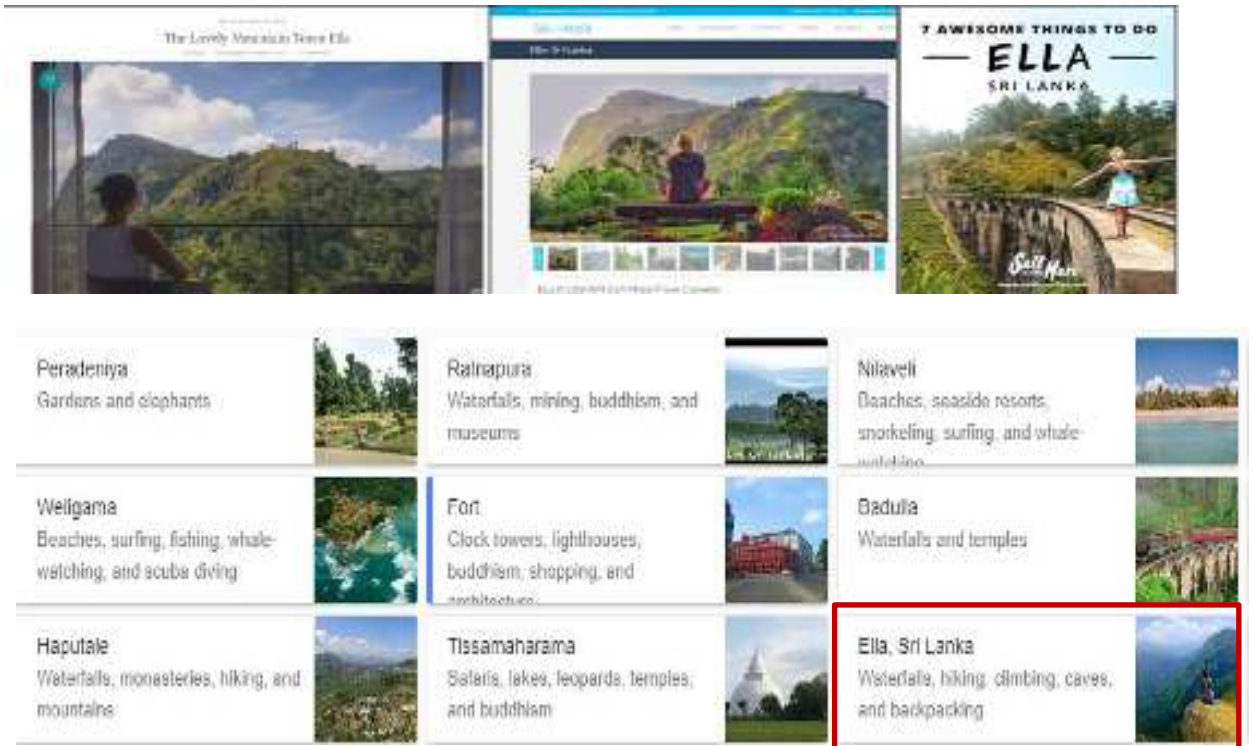 The Lovely Mountain Town Ella
Ella, Sri Lanka
7 AWESOME THINGS TO DO
ELLA
SRI LANKA
Salt
Peradeniya
Gardens and elephants
Ratnapura
Waterfalls, mining, buddhism, and
museums
Nilaveli
Beaches, seaside resorts,
snorkeling, surfing, and whale-
watching
Weligama
Beaches, surfing, fishing, whale-
watching, and scuba diving
Fort
Clock towers, lighthouses,
buddhism, shopping, and
architecture
Badulla
Waterfalls and temples
Haputale
Waterfalls, monasteries, hiking, and
mountains
Tissamaharama
Safaris, lakes, leopards, temples,
and buddhism
Ella, Sri Lanka
Waterfalls, hiking, climbing, caves,
and backpacking